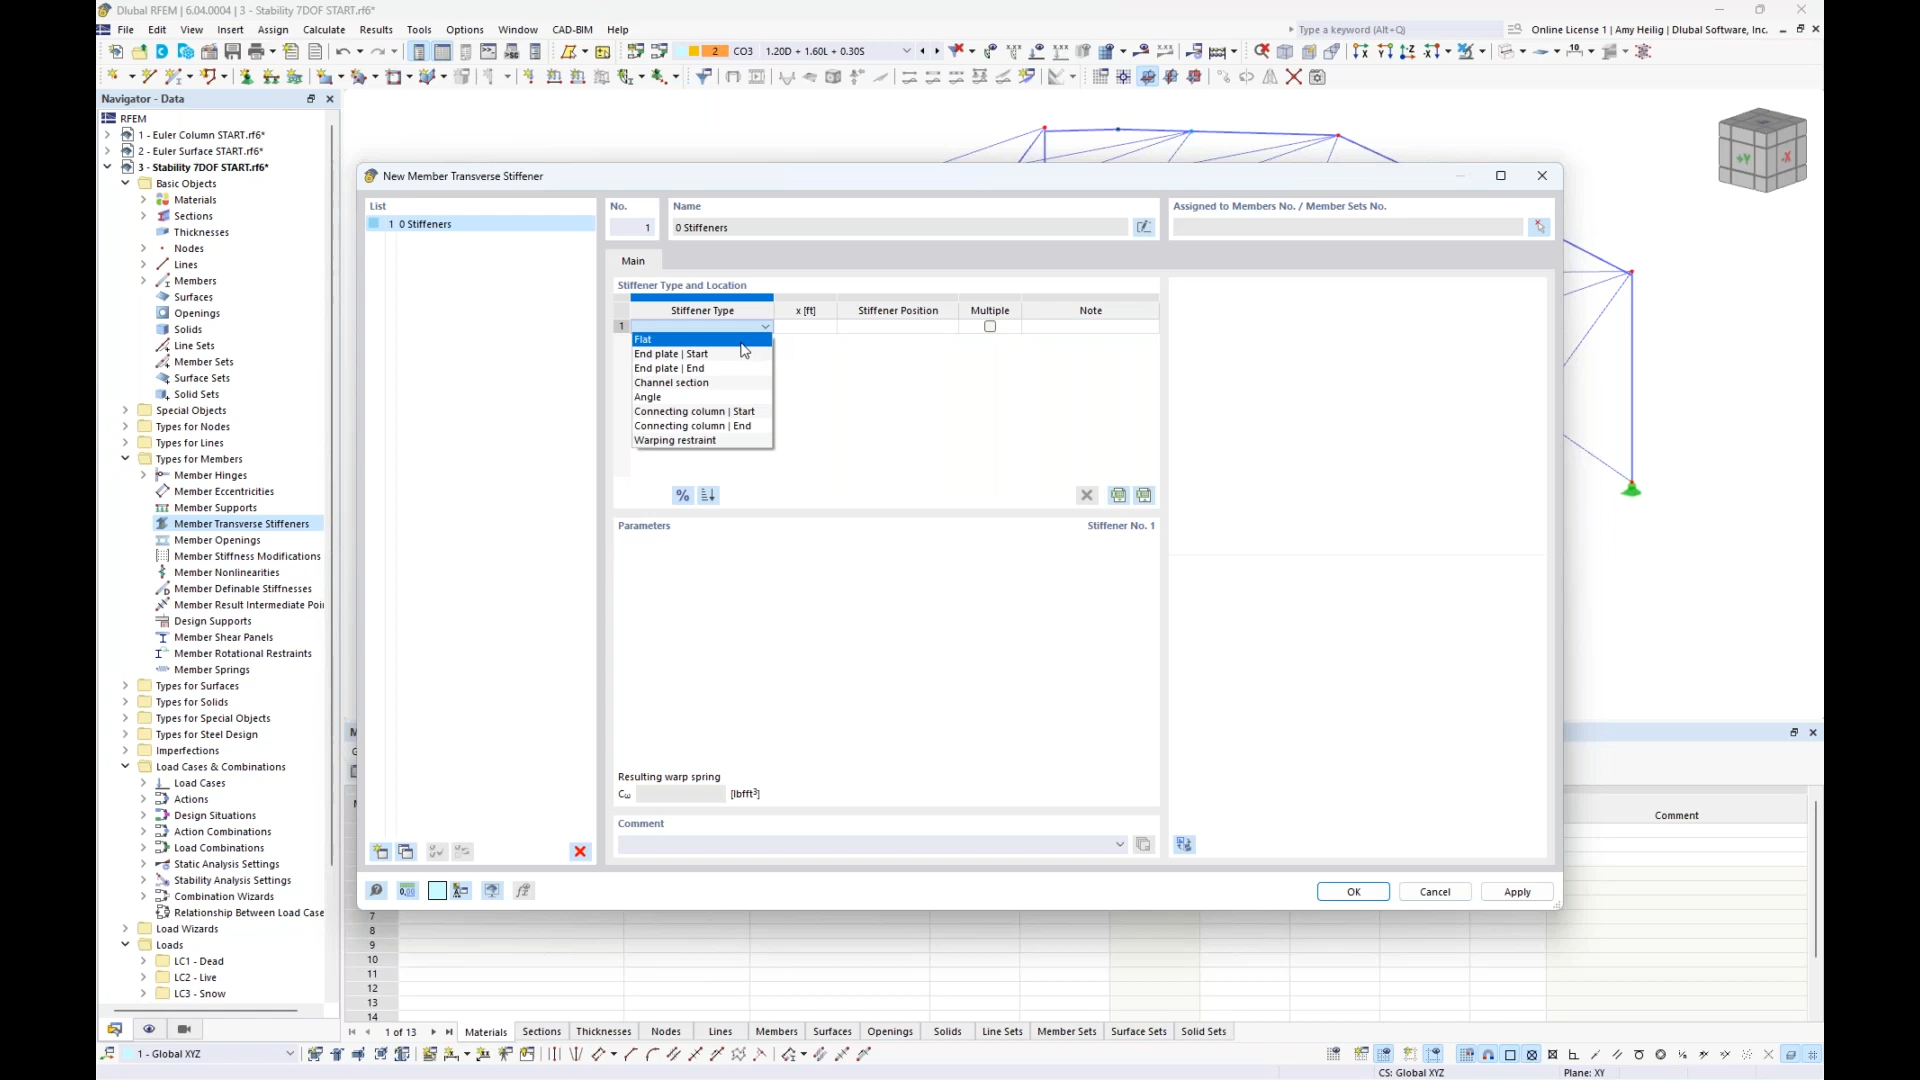 Dlubal RFEM | 6.04.0004 | 3 - Stability 7DOF START.rf6*
File Edit View Insert Assign Calculate Results Tools Options Window CAD-BIM Help
Type a keyword (Alt+Q) Online License 1 | Amy Heilig | Dlubal Software, Inc.
2 CO3 1.20D + 1.60L + 0.30S
Navigator - Data
RFEM
1 - Euler Column START.rf6*
2 - Euler Surface START.rf6*
3 - Stability 7DOF START.rf6*
Basic Objects
Materials
Sections
Thicknesses
Nodes
Lines
Members
Surfaces
Openings
Solids
Line Sets
Member Sets
Surface Sets
Solid Sets
Special Objects
Types for Nodes
Types for Lines
Types for Members
Member Hinges
Member Eccentricities
Member Supports
Member Transverse Stiffeners
Member Openings
Member Stiffness Modifications
Member Nonlinearities
Member Definable Stiffnesses
Member Result Intermediate Poi
Design Supports
Member Shear Panels
Member Rotational Restraints
Member Springs
Types for Surfaces
Types for Solids
Types for Special Objects
Types for Steel Design
Imperfections
Load Cases & Combinations
Load Cases
Actions
Design Situations
Action Combinations
Load Combinations
Static Analysis Settings
Stability Analysis Settings
Combination Wizards
Relationship Between Load Case
Load Wizards
Loads
LC1 - Dead
LC2 - Live
LC3 - Snow
1 - Global XYZ
+Y -X
New Member Transverse Stiffener
List
1 0 Stiffeners
No.
1
Name
0 Stiffeners
Assigned to Members No. / Member Sets No.
Main
Stiffener Type and Location
Stiffener Type x [ft] Stiffener Position Multiple Note
1
Flat
End plate | Start
End plate | End
Channel section
Angle
Connecting column | Start
Connecting column | End
Warping restraint
Parameters Stiffener No. 1
Resulting warp spring
Cω [lbfft³]
Comment
OK Cancel Apply
Comment
7
8
9
10
11
12
13
14
1 of 13 Materials Sections Thicknesses Nodes Lines Members Surfaces Openings Solids Line Sets Member Sets Surface Sets Solid Sets
CS: Global XYZ Plane: XY